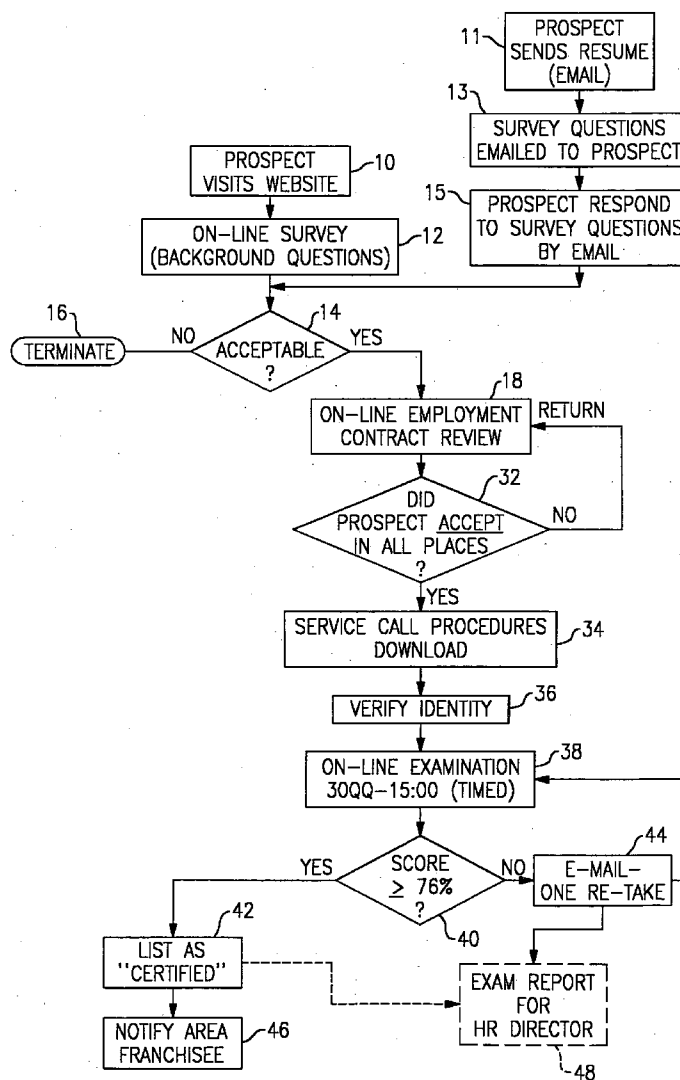 11
PROSPECT
SENDS RESUME
(EMAIL)
13
SURVEY QUESTIONS
EMAILED TO PROSPECT
PROSPECT
VISITS WEBSITE
10
15
PROSPECT RESPOND
TO SURVEY QUESTIONS
BY EMAIL
ON-LINE SURVEY
(BACKGROUND QUESTIONS)
12
16
TERMINATE
NO
14
ACCEPTABLE
?
YES
18
ON-LINE EMPLOYMENT
CONTRACT REVIEW
RETURN
32
DID
PROSPECT ACCEPT
IN ALL PLACES
?
NO
YES
SERVICE CALL PROCEDURES
DOWNLOAD
34
VERIFY IDENTITY
36
ON-LINE EXAMINATION
30QQ-15:00 (TIMED)
38
YES
SCORE
≥ 76%
?
NO
40
44
E-MAIL-
ONE RE-TAKE
42
LIST AS
"CERTIFIED"
EXAM REPORT
FOR
HR DIRECTOR
48
NOTIFY AREA
FRANCHISEE
46